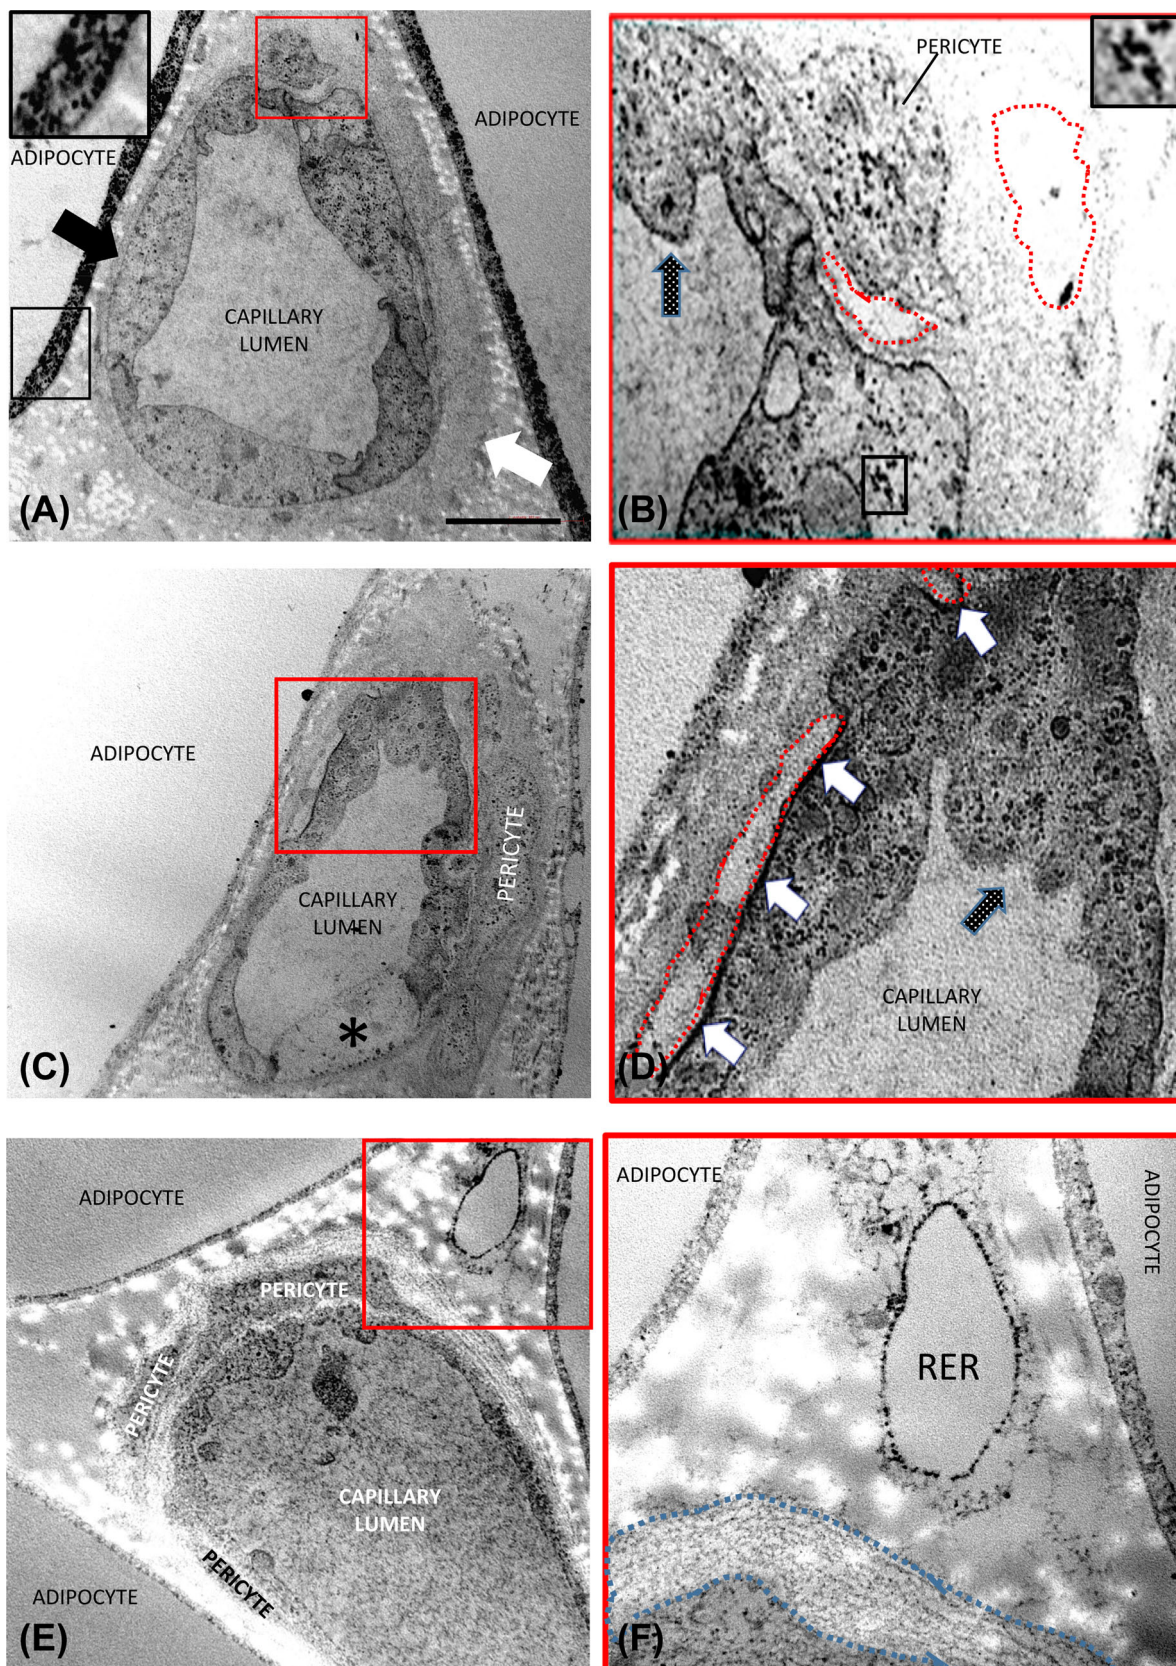 ADIPOCYTE
ADIPOCYTE
CAPILLARY
LUMEN
(A)
PERICYTE
(B)
ADIPOCYTE
PERICYTE
CAPILLARY
LUMEN
*
(C)
CAPILLARY
LUMEN
(D)
ADIPOCYTE
PERICYTE
PERICYTE
CAPILLARY
LUMEN
PERICYTE
ADIPOCYTE
(E)
ADIPOCYTE
ADIPOCYTE
RER
(F)